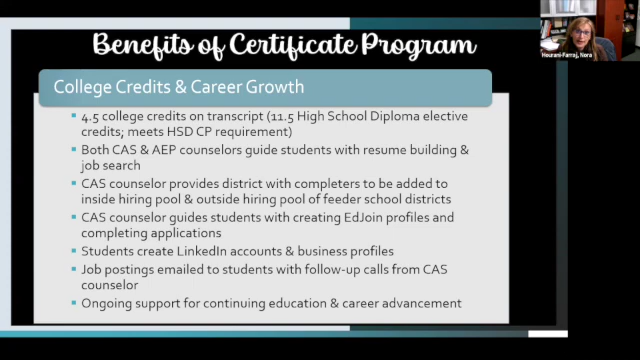 Benefits of Certificate Program
College Credits & Career Growth
4.5 college credits on transcript (11.5 High School Diploma elective
credits; meets HSD CP requirement)
Both CAS & AEP counselors guide students with resume building &
job search
CAS counselor provides district with completers to be added to
inside hiring pool & outside hiring pool of feeder school districts
CAS counselor guides students with creating EdJoin profiles and
completing applications
Students create LinkedIn accounts & business profiles
Job postings emailed to students with follow-up calls from CAS
counselor
Ongoing support for continuing education & career advancement
Hourani-Farraj, Nora